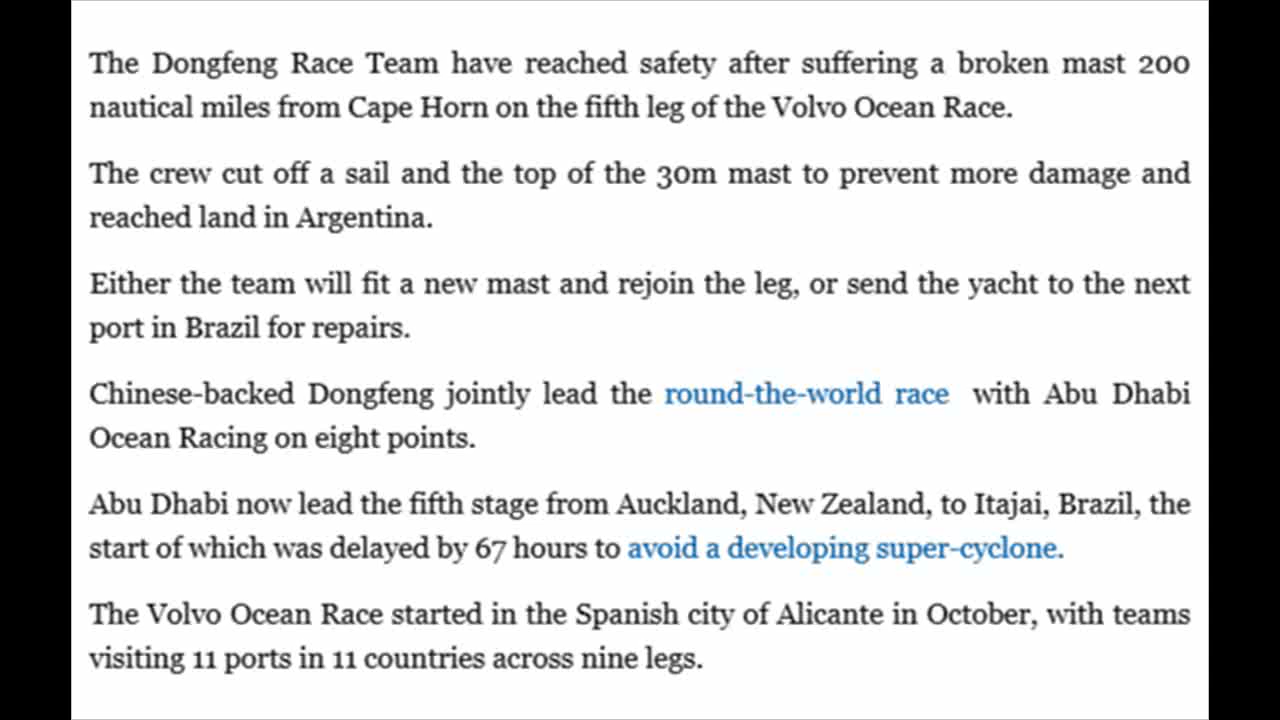 The Dongfeng Race Team have reached safety after suffering a broken mast 200
nautical miles from Cape Horn on the fifth leg of the Volvo Ocean Race.
The crew cut off a sail and the top of the 30m mast to prevent more damage and
reached land in Argentina.
Either the team will fit a new mast and rejoin the leg, or send the yacht to the next
port in Brazil for repairs.
Chinese-backed Dongfeng jointly lead the round-the-world race with Abu Dhabi
Ocean Racing on eight points.
Abu Dhabi now lead the fifth stage from Auckland, New Zealand, to Itajai, Brazil, the
start of which was delayed by 67 hours to avoid a developing super-cyclone.
The Volvo Ocean Race started in the Spanish city of Alicante in October, with teams
visiting 11 ports in 11 countries across nine legs.